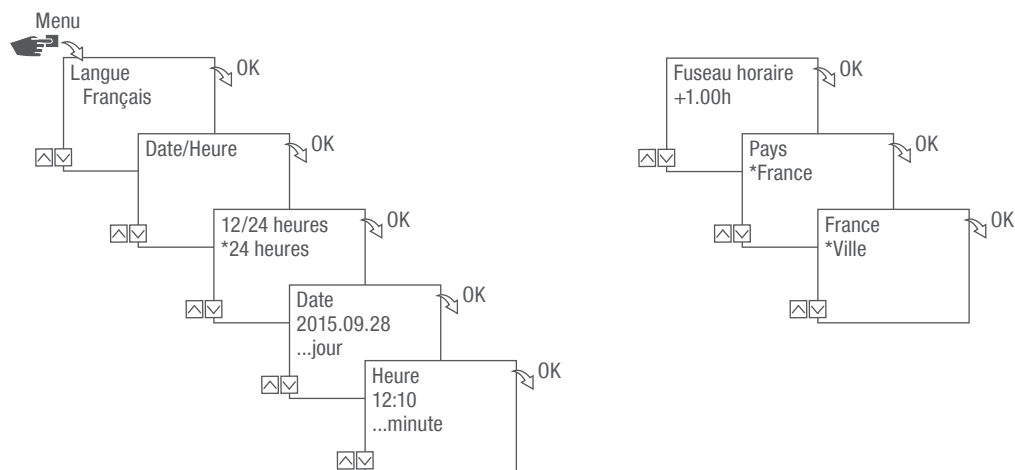 Menu
Langue
Français
OK
Date/Heure
OK
12/24 heures
*24 heures
OK
Date
2015.09.28
...jour
OK
Heure
12:10
...minute
OK
Fuseau horaire
+1.00h
OK
Pays
*France
OK
France
*Ville
OK